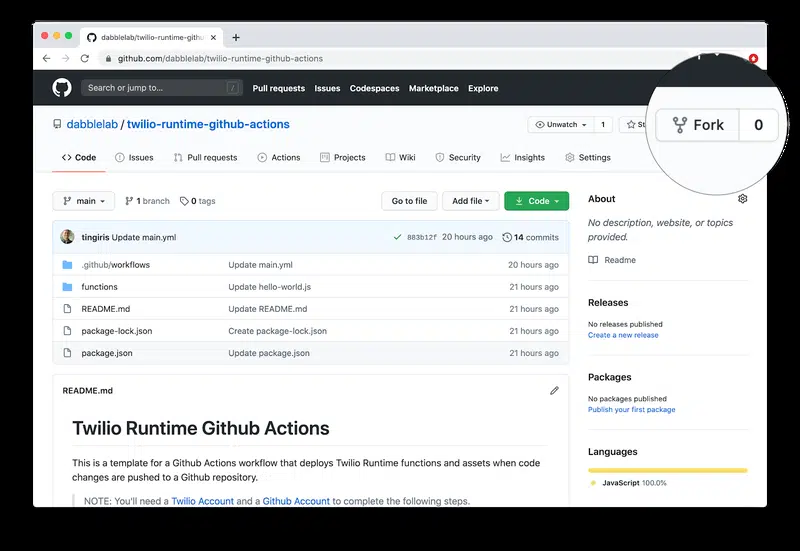 dabblelab/twilio-runtime-gith
github.com/dabblelab/twilio-runtime-github-actions
Search or jump to... / Pull requests Issues Codespaces Marketplace Explore
dabblelab / twilio-runtime-github-actions Unwatch 1 Fork 0
Code Issues Pull requests Actions Projects Wiki Security Insights Settings
main 1 branch 0 tags Go to file Add file Code About
tingiris Update main.yml 883b12f 20 hours ago 14 commits No description, website, or topics
provided.
.github/workflows Update main.yml 20 hours ago Readme
functions Update hello-world.js 21 hours ago
README.md Update README.md 21 hours ago Releases
package-lock.json Create package-lock.json 21 hours ago No releases published
Create a new release
package.json Update package.json 21 hours ago
Packages
README.md No packages published
Publish your first package
Twilio Runtime Github Actions
Languages
This is a template for a Github Actions workflow that deploys Twilio Runtime functions and assets when code
changes are pushed to a Github repository. JavaScript 100.0%
NOTE: You'll need a Twilio Account and a Github Account to complete the following steps.